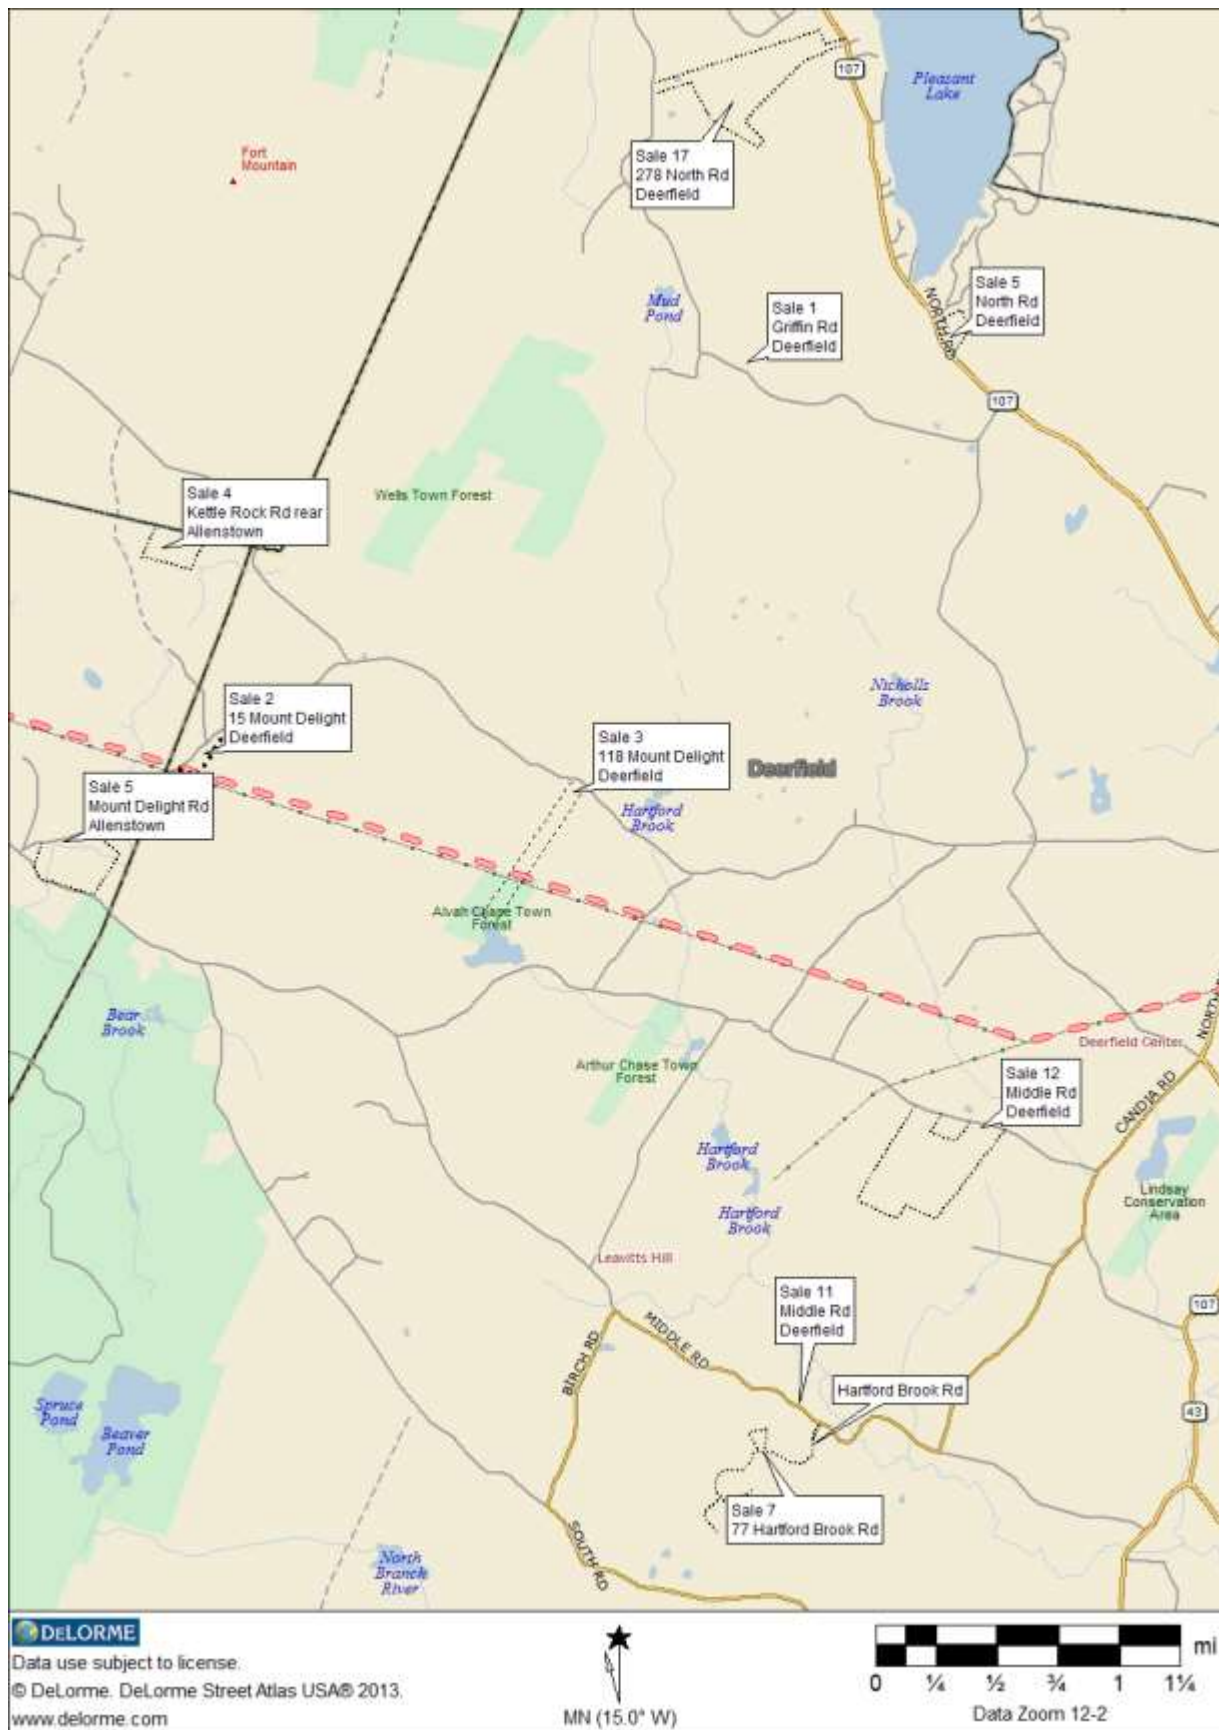 107
Pleasant
Lake
Fort
Mountain
Sale 17
278 North Rd
Deerfield
Mud
Pond
Sale 1
Griffin Rd
Deerfield
Sale 5
North Rd
Deerfield
NORTH RD
107
Sale 4
Kettle Rock Rd rear
Allenstown
Wells Town Forest
Nicholls
Brook
Sale 2
15 Mount Delight
Deerfield
Sale 3
118 Mount Delight
Deerfield
Deerfield
Sale 5
Mount Delight Rd
Allenstown
Hartford
Brook
Alvah Chase Town
Forest
Bear
Brook
NORTH
Deerfield Center
Arthur Chase Town
Forest
Sale 12
Middle Rd
Deerfield
CANDIA RD
Hartford
Brook
Hartford
Brook
Lindsay
Conservation
Area
Leavitts Hill
Sale 11
Middle Rd
Deerfield
107
MIDDLE RD
BIRCH RD
Hartford Brook Rd
Spruce
Pond
Beaver
Pond
43
Sale 7
77 Hartford Brook Rd
SOUTH RD
North
Branch
River
DELORME
Data use subject to license.
© DeLorme. DeLorme Street Atlas USA® 2013.
www.delorme.com
MN (15.0° W)
mi
0 ¼ ½ ¾ 1 1¼
Data Zoom 12-2